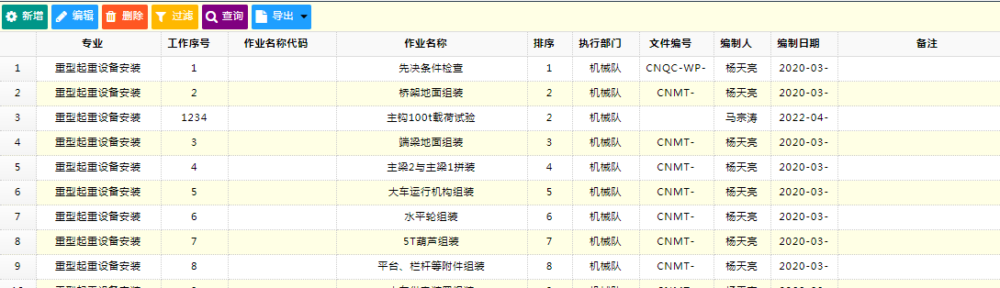 新增 编辑 删除 过滤 查询 导出
专业 工作序号 作业名称代码 作业名称 排序 执行部门 文件编号 编制人 编制日期 备注
1 重型起重设备安装 1 先决条件检查 1 机械队 CNQC-WP- 杨天亮 2020-03-
2 重型起重设备安装 2 桥架地面组装 2 机械队 CNMT- 杨天亮 2020-03-
3 重型起重设备安装 1234 主钩100t载荷试验 2 机械队 马宗涛 2022-04-
4 重型起重设备安装 3 端梁地面组装 3 机械队 CNMT- 杨天亮 2020-03-
5 重型起重设备安装 4 主梁2与主梁1拼装 4 机械队 CNMT- 杨天亮 2020-03-
6 重型起重设备安装 5 大车运行机构组装 5 机械队 CNMT- 杨天亮 2020-03-
7 重型起重设备安装 6 水平轮组装 6 机械队 CNMT- 杨天亮 2020-03-
8 重型起重设备安装 7 5T葫芦组装 7 机械队 CNMT- 杨天亮 2020-03-
9 重型起重设备安装 8 平台、栏杆等附件组装 8 机械队 CNMT- 杨天亮 2020-03-